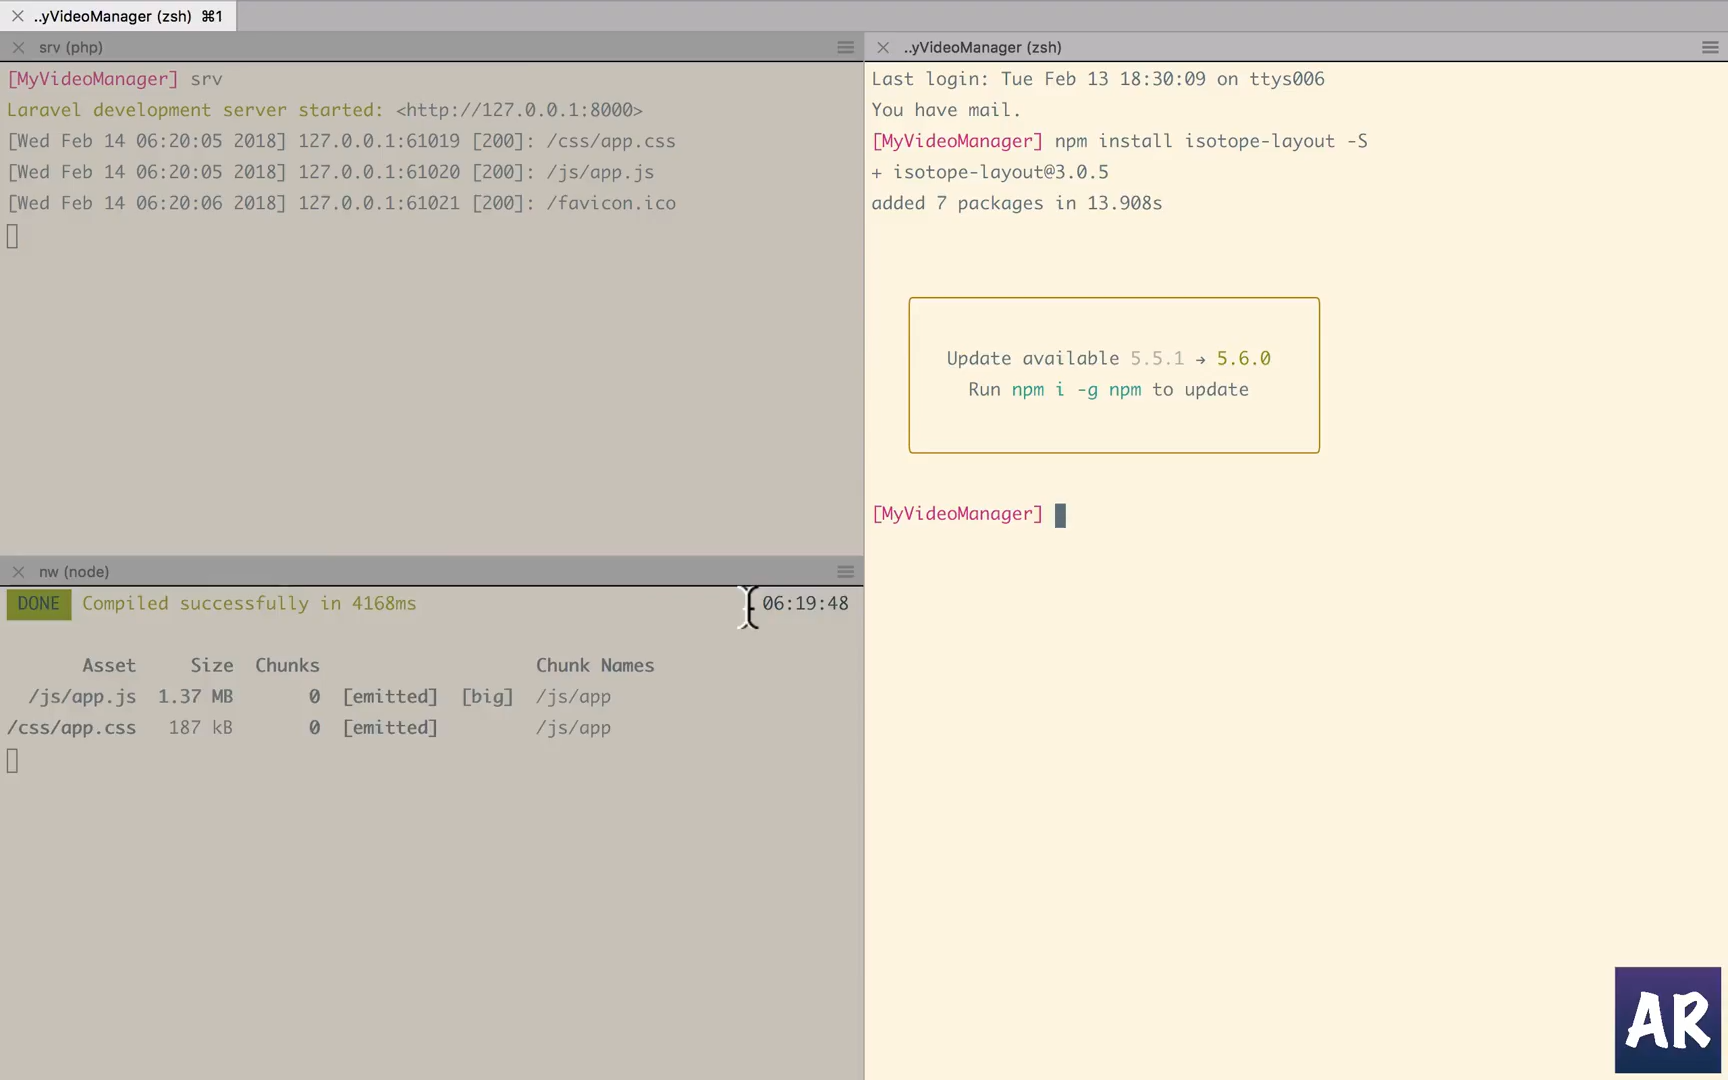 ..yVideoManager (zsh) ⌘1
srv (php)
[MyVideoManager] srv
Laravel development server started: <http://127.0.0.1:8000>
[Wed Feb 14 06:20:05 2018] 127.0.0.1:61019 [200]: /css/app.css
[Wed Feb 14 06:20:05 2018] 127.0.0.1:61020 [200]: /js/app.js
[Wed Feb 14 06:20:06 2018] 127.0.0.1:61021 [200]: /favicon.ico
nw (node)
DONE Compiled successfully in 4168ms 06:19:48
Asset Size Chunks Chunk Names
/js/app.js 1.37 MB 0 [emitted] [big] /js/app
/css/app.css 187 kB 0 [emitted] /js/app
..yVideoManager (zsh)
Last login: Tue Feb 13 18:30:09 on ttys006
You have mail.
[MyVideoManager] npm install isotope-layout -S
+ isotope-layout@3.0.5
added 7 packages in 13.908s
Update available 5.5.1 → 5.6.0
Run npm i -g npm to update
[MyVideoManager]
AR